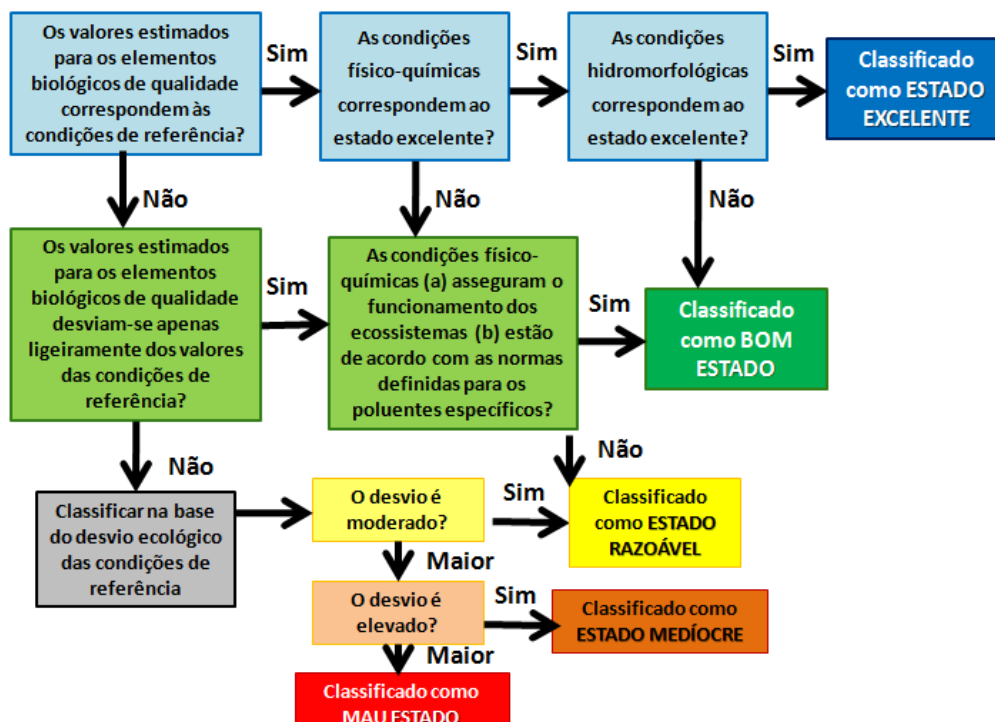 Os valores estimados
para os elementos
biológicos de qualidade
correspondem às
condições de referência?
Sim
As condições
físico-químicas
correspondem ao
estado excelente?
Sim
As condições
hidromorfológicas
correspondem ao
estado excelente?
Sim
Classificado
como ESTADO
EXCELENTE
Não
Não
Não
Os valores estimados
para os elementos
biológicos de qualidade
desviam-se apenas
ligeiramente dos valores
das condições de
referência?
Sim
As condições físico-
químicas (a) asseguram o
funcionamento dos
ecossistemas (b) estão
de acordo com as normas
definidas para os
poluentes específicos?
Sim
Classificado
como BOM
ESTADO
Não
Não
Classificar na base
do desvio ecológico
das condições de
referência
O desvio é
moderado?
Sim
Classificado
como ESTADO
RAZOÁVEL
Maior
O desvio é
elevado?
Sim
Classificado como
ESTADO MEDÍOCRE
Maior
Classificado como
MAU ESTADO